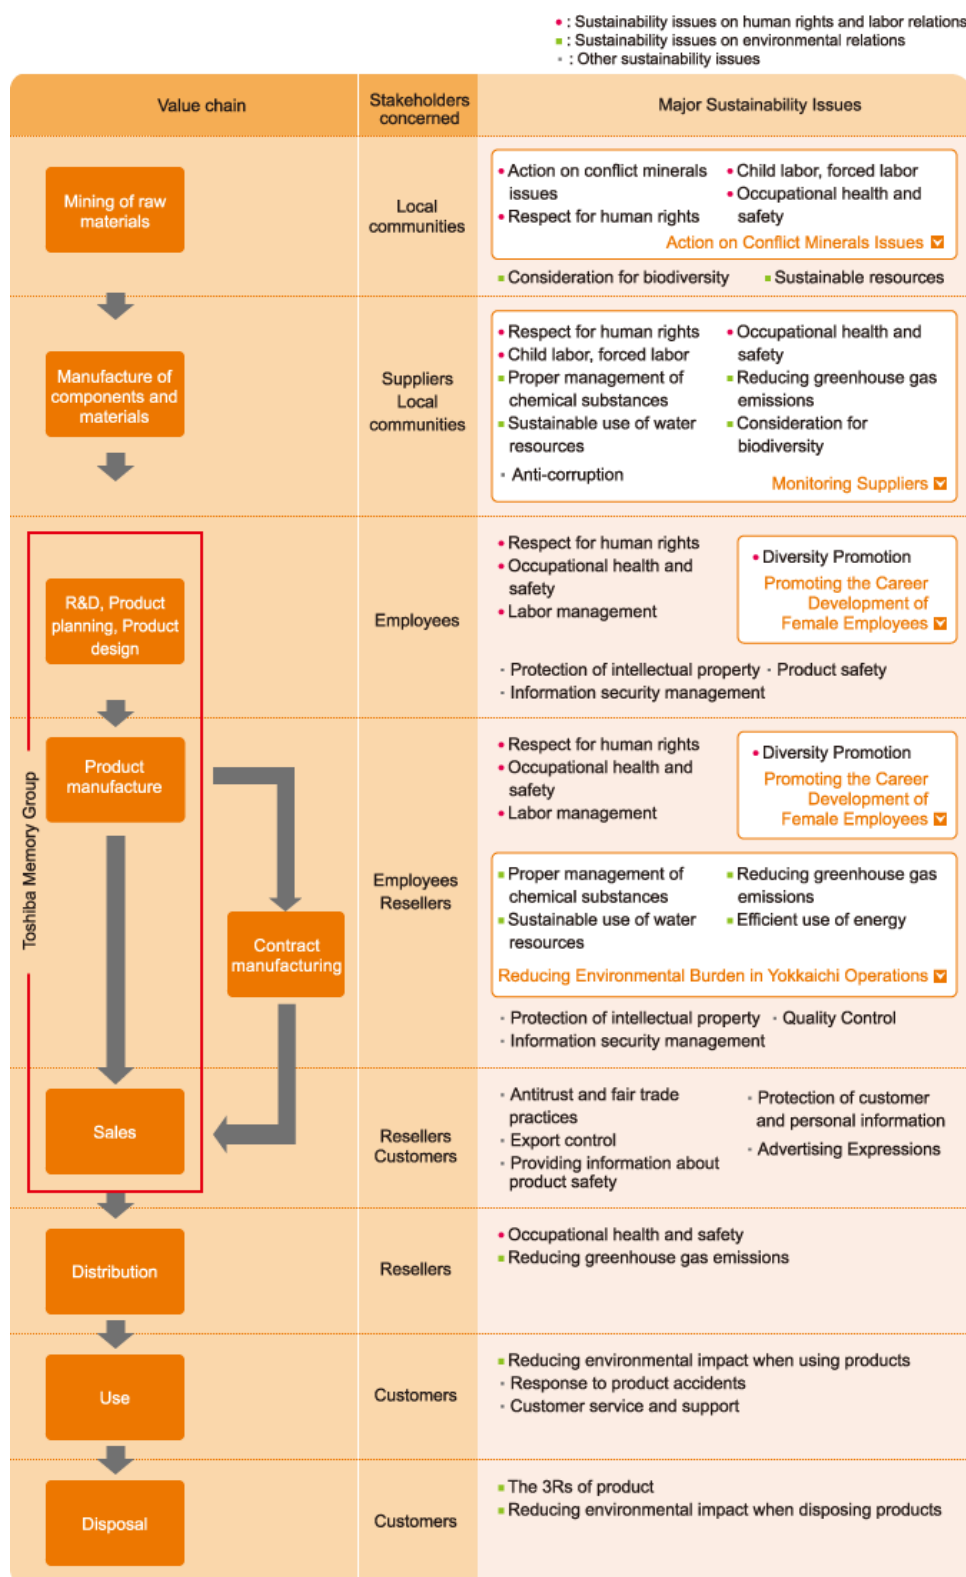 • : Sustainability issues on human rights and labor relations
■ : Sustainability issues on environmental relations
・ : Other sustainability issues
Value chain
Stakeholders
concerned
Major Sustainability Issues
Mining of raw
materials
Local
communities
• Action on conflict minerals
issues
• Respect for human rights
• Child labor, forced labor
• Occupational health and
safety
Action on Conflict Minerals Issues
■ Consideration for biodiversity
■ Sustainable resources
Manufacture of
components and
materials
Suppliers
Local
communities
• Respect for human rights
• Child labor, forced labor
■ Proper management of
chemical substances
■ Sustainable use of water
resources
・ Anti-corruption
• Occupational health and
safety
■ Reducing greenhouse gas
emissions
■ Consideration for
biodiversity
Monitoring Suppliers
Toshiba Memory Group
R&D, Product
planning, Product
design
Employees
• Respect for human rights
• Occupational health and
safety
• Labor management
• Diversity Promotion
Promoting the Career
Development of
Female Employees
・ Protection of intellectual property ・ Product safety
・ Information security management
Product
manufacture
Contract
manufacturing
Employees
Resellers
• Respect for human rights
• Occupational health and
safety
• Labor management
• Diversity Promotion
Promoting the Career
Development of
Female Employees
■ Proper management of
chemical substances
■ Sustainable use of water
resources
■ Reducing greenhouse gas
emissions
■ Efficient use of energy
Reducing Environmental Burden in Yokkaichi Operations
・ Protection of intellectual property ・ Quality Control
・ Information security management
Sales
Resellers
Customers
・ Antitrust and fair trade
practices
・ Export control
・ Providing information about
product safety
・ Protection of customer
and personal information
・ Advertising Expressions
Distribution
Resellers
• Occupational health and safety
■ Reducing greenhouse gas emissions
Use
Customers
■ Reducing environmental impact when using products
・ Response to product accidents
・ Customer service and support
Disposal
Customers
■ The 3Rs of product
■ Reducing environmental impact when disposing products